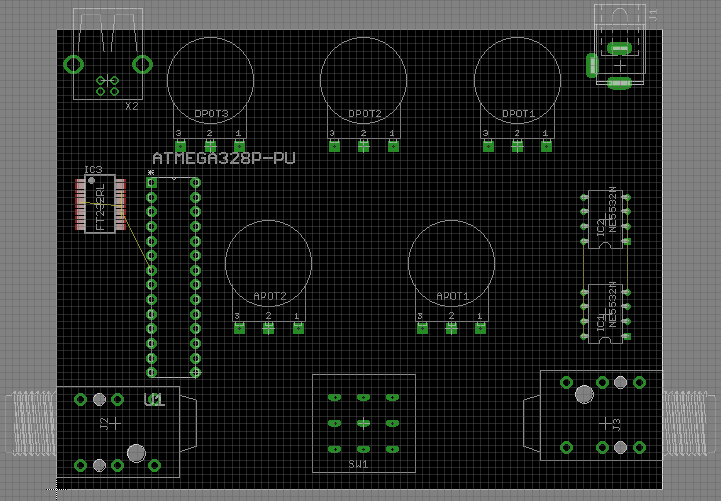 J1
X2
DPOT3
DPOT2
DPOT1
3 2 1
3 2 1
3 2 1
ATMEGA328P-PU
*
IC3
FT232RL
IC2
NE5532N
APOT2
APOT1
3 2 1
3 2 1
IC1
NE5532N
U1
J2
J3
SW1